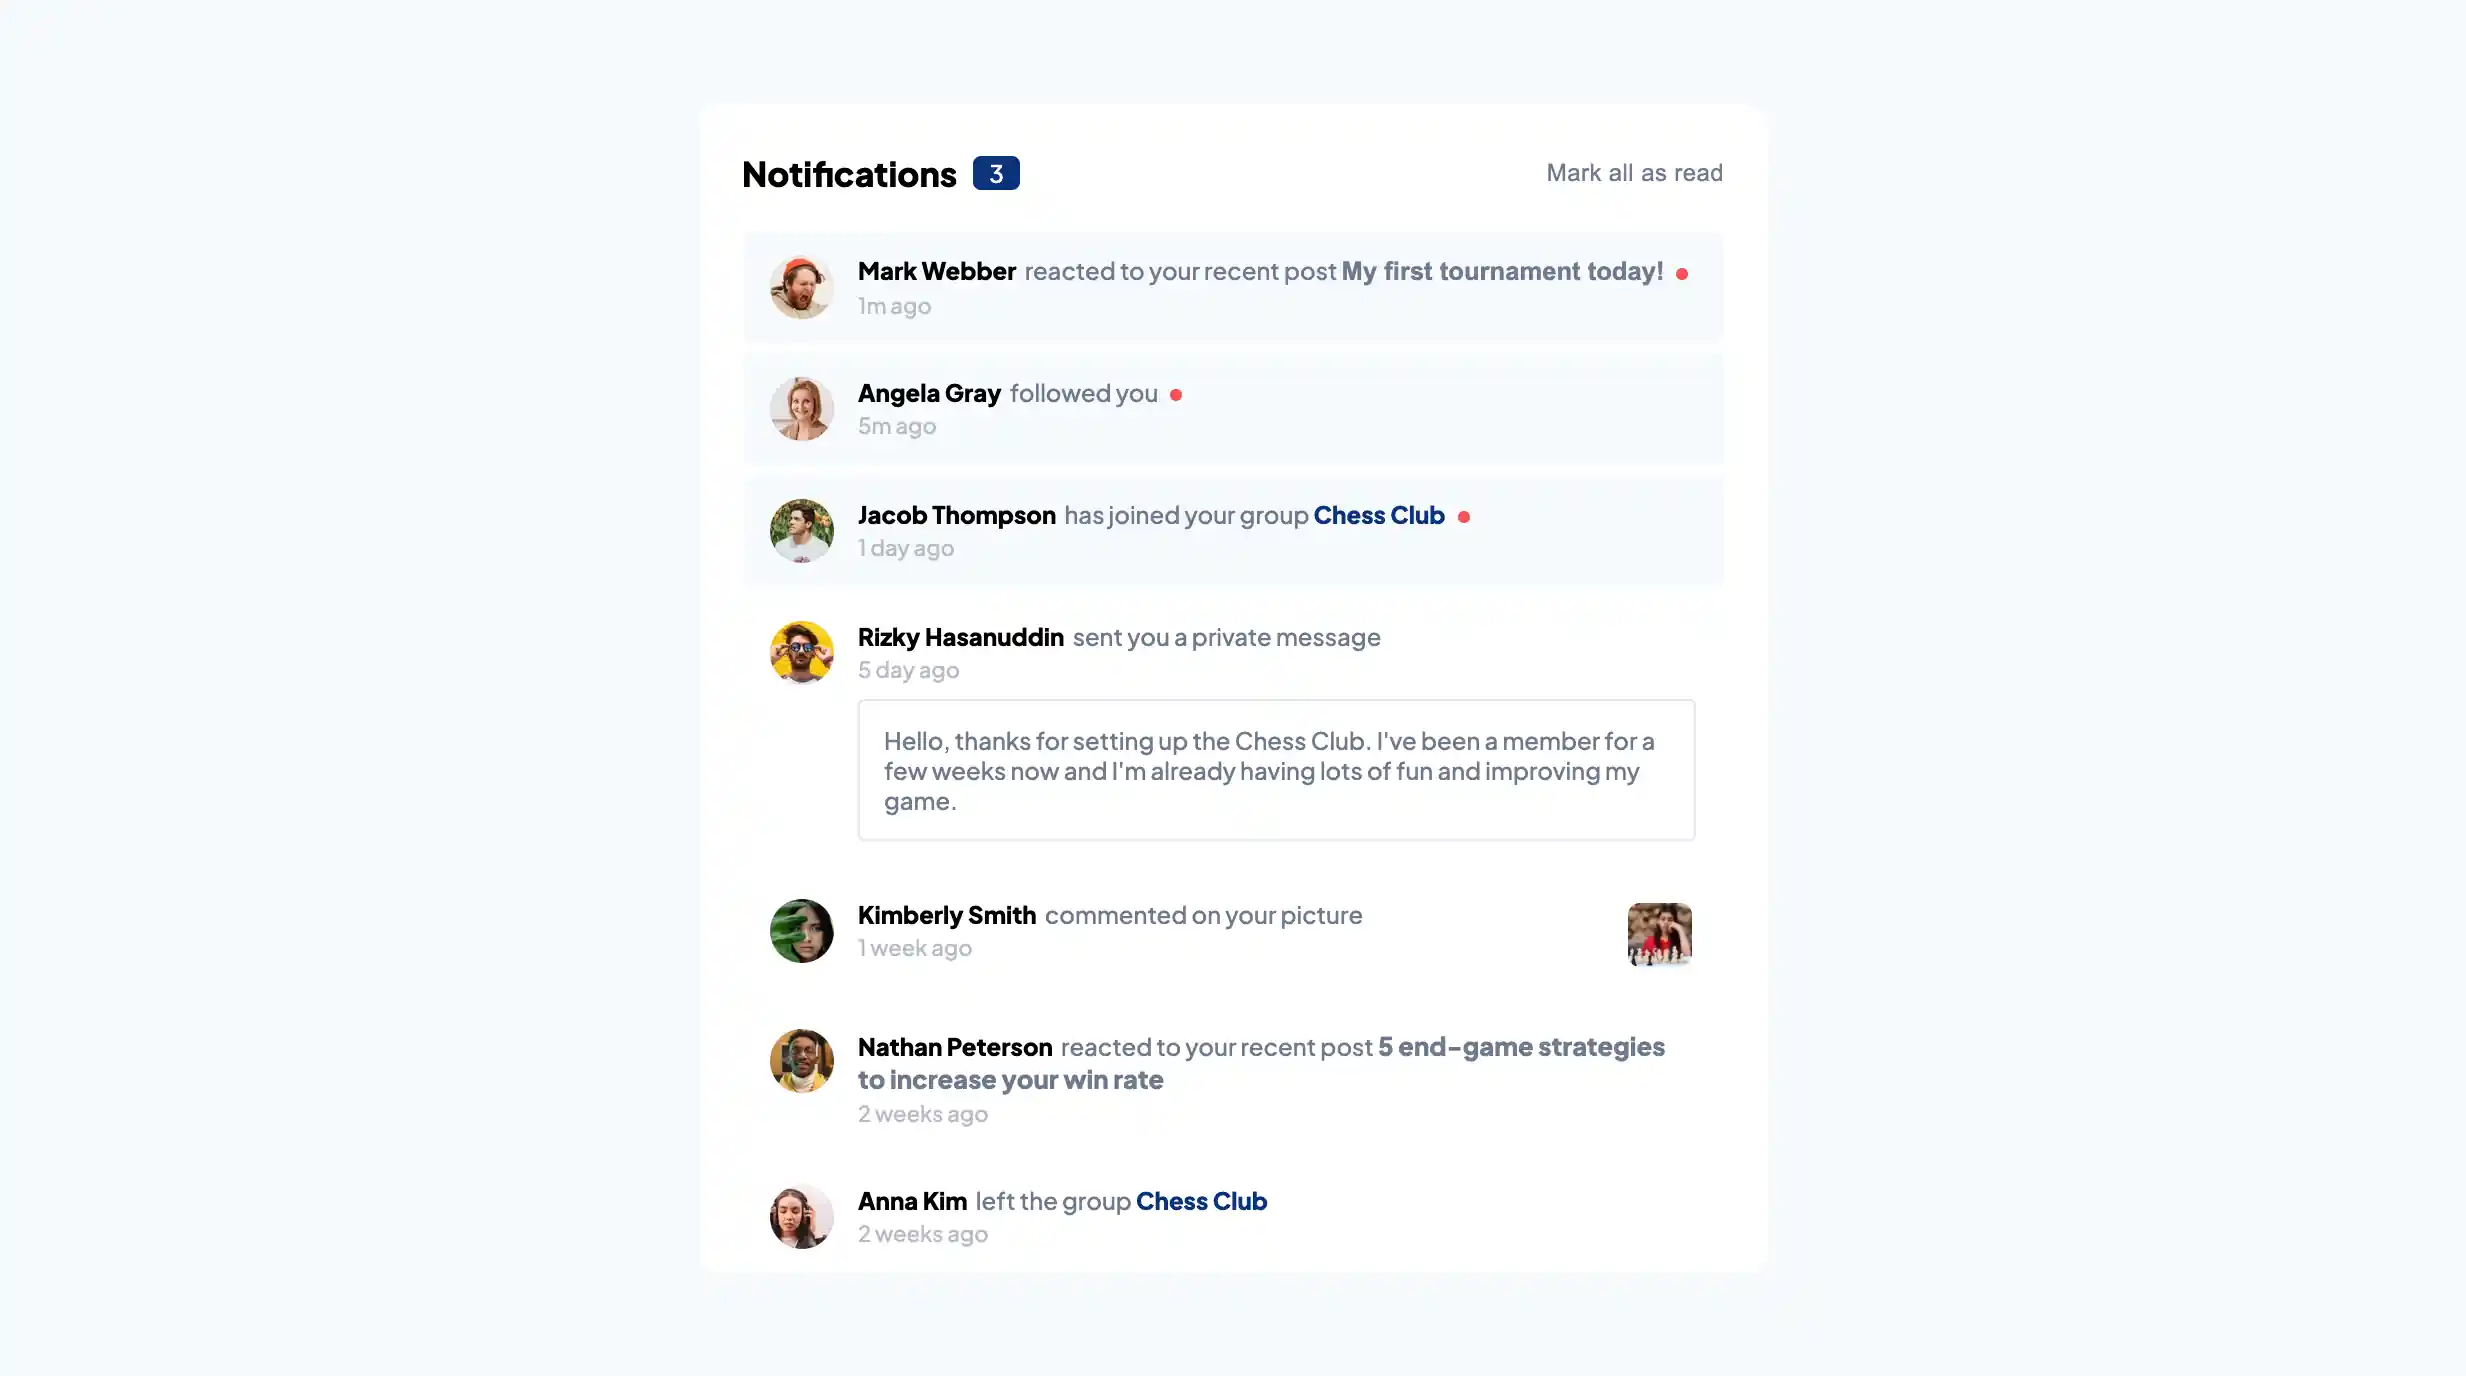 Notifications 3
Mark all as read
Mark Webber reacted to your recent post My first tournament today!
1m ago
Angela Gray followed you
5m ago
Jacob Thompson has joined your group Chess Club
1 day ago
Rizky Hasanuddin sent you a private message
5 day ago
Hello, thanks for setting up the Chess Club. I've been a member for a
few weeks now and I'm already having lots of fun and improving my
game.
Kimberly Smith commented on your picture
1 week ago
Nathan Peterson reacted to your recent post 5 end-game strategies
to increase your win rate
2 weeks ago
Anna Kim left the group Chess Club
2 weeks ago